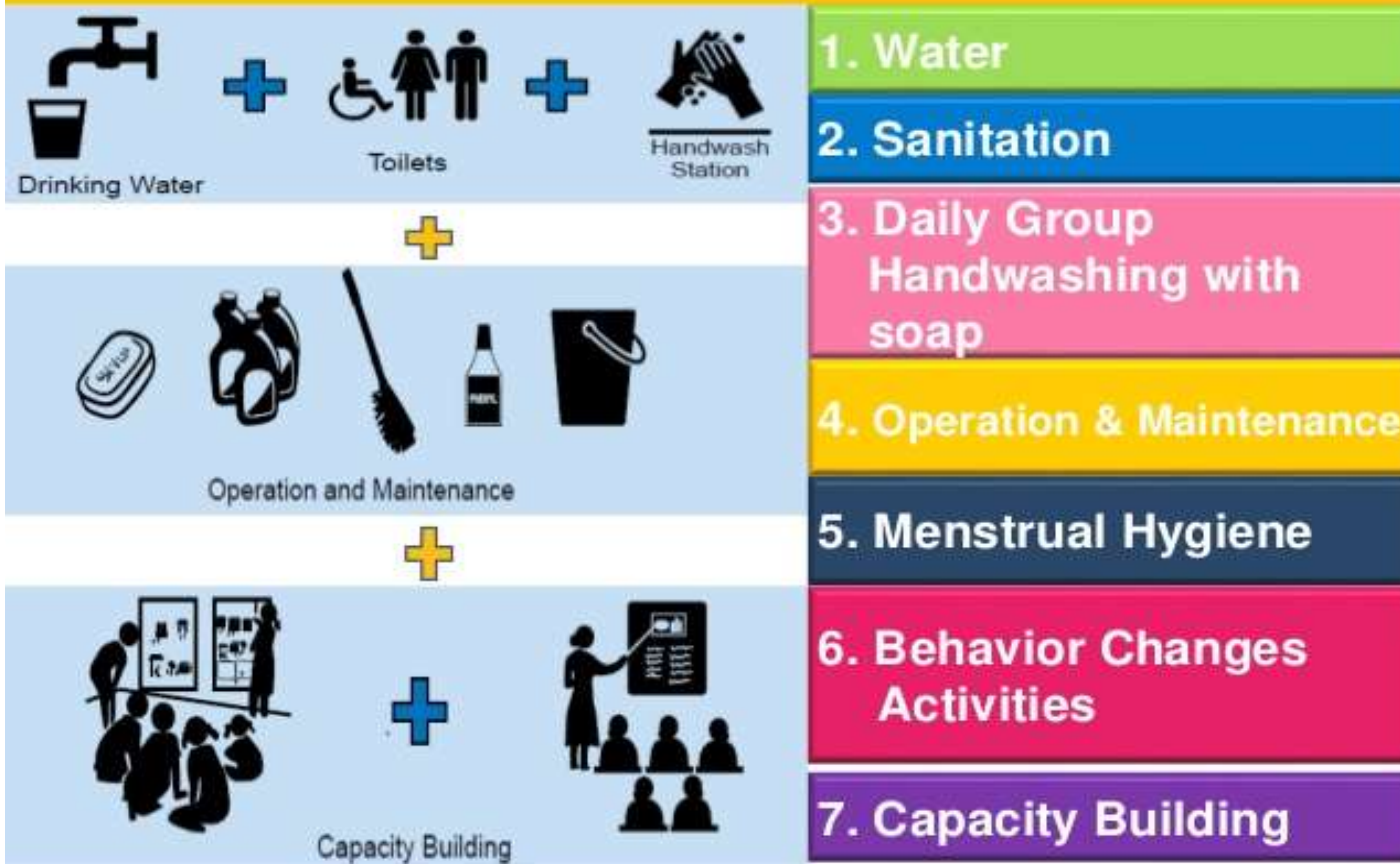 Drinking Water
Toilets
Handwash
Station
Operation and Maintenance
Capacity Building
1. Water
2. Sanitation
3. Daily Group
Handwashing with
soap
4. Operation & Maintenance
5. Menstrual Hygiene
6. Behavior Changes
Activities
7. Capacity Building